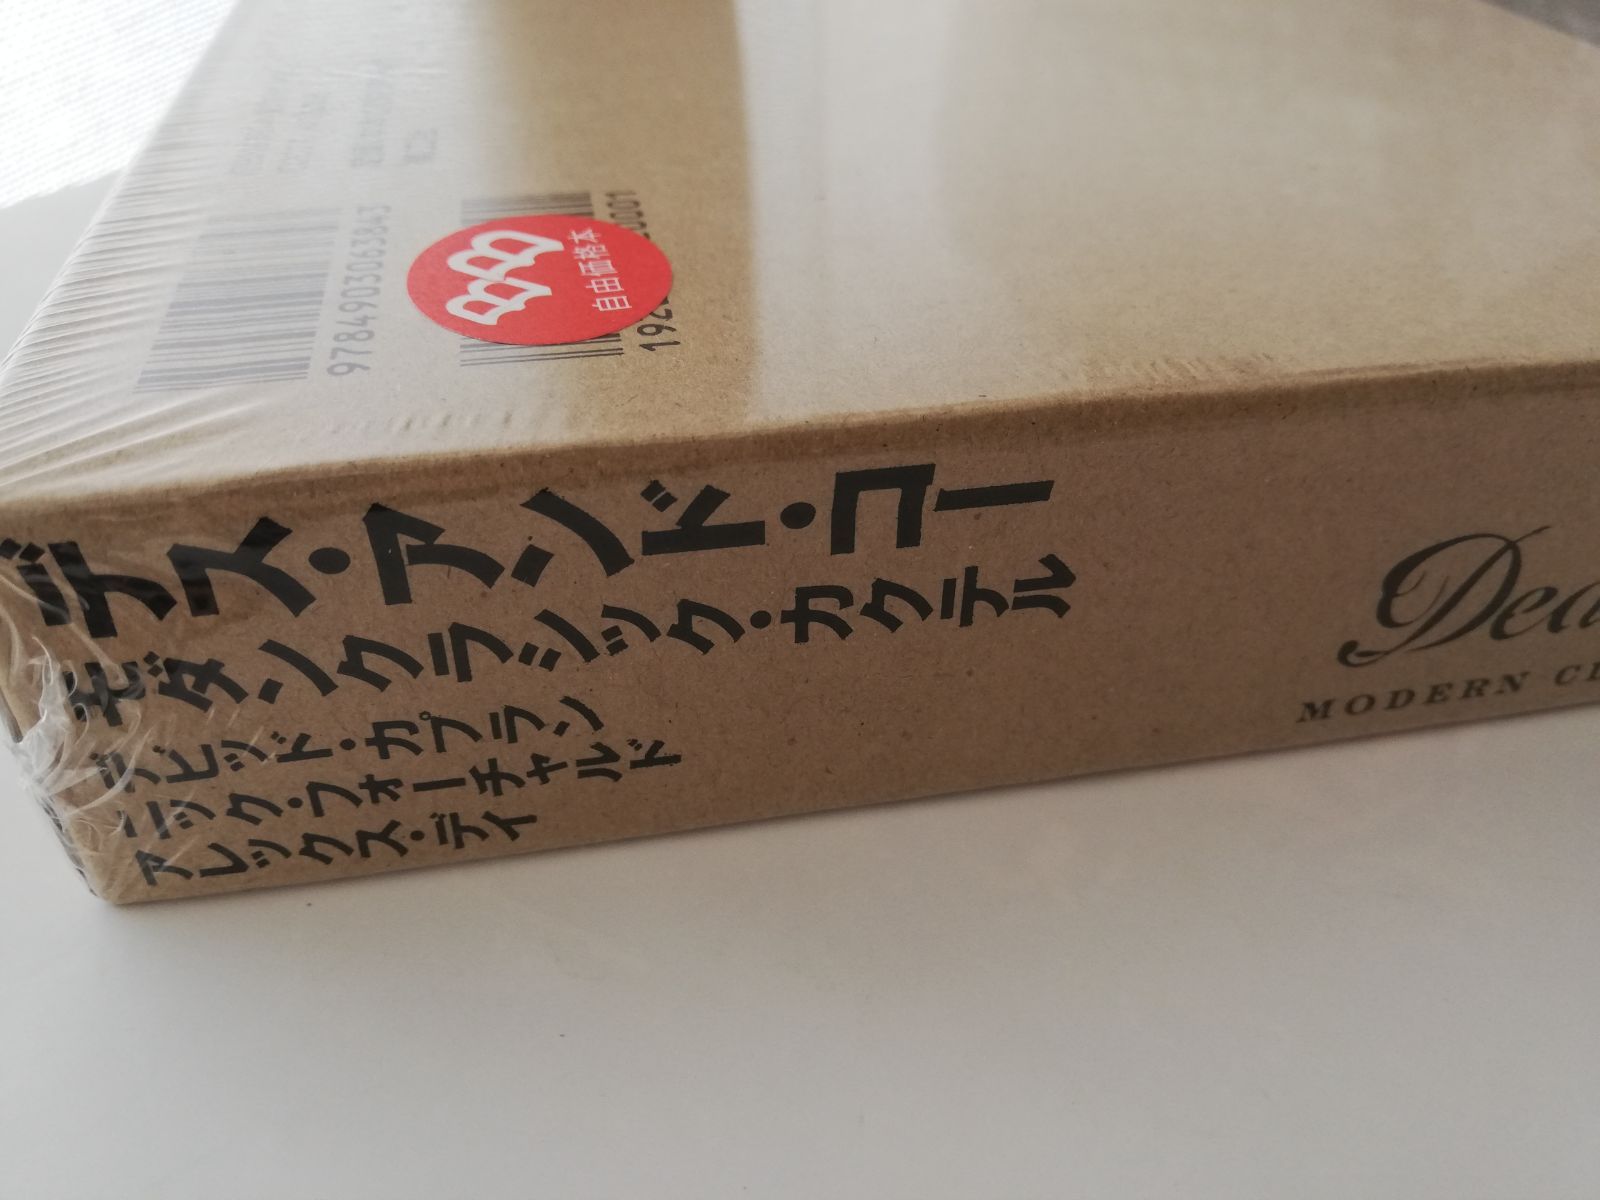 9784903063843
自由価格本
デス・アンド・コー
モダンクラシック・カクテル
デビッド・カプラン
ニック・フォーチャルド
アレックス・デイ
MODERN